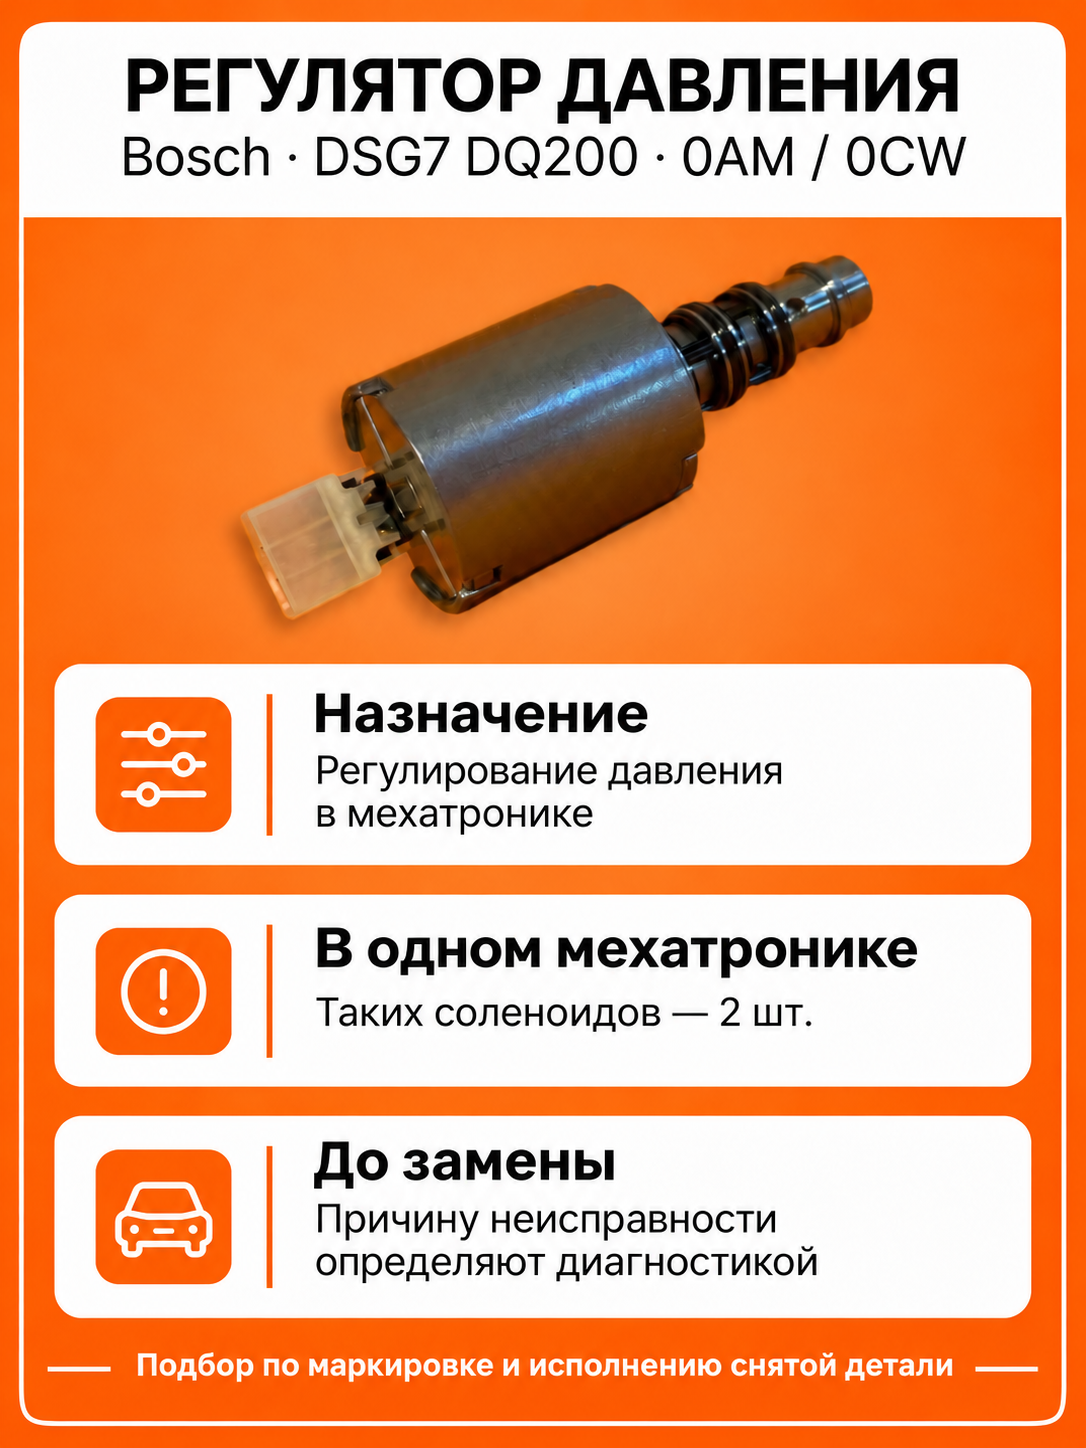 РЕГУЛЯТОР ДАВЛЕНИЯ
Bosch · DSG7 DQ200 · 0AM / 0CW
Назначение
Регулирование давления
в мехатронике
В одном мехатронике
Таких соленоидов — 2 шт.
До замены
Причину неисправности
определяют диагностикой
Подбор по маркировке и исполнению снятой детали